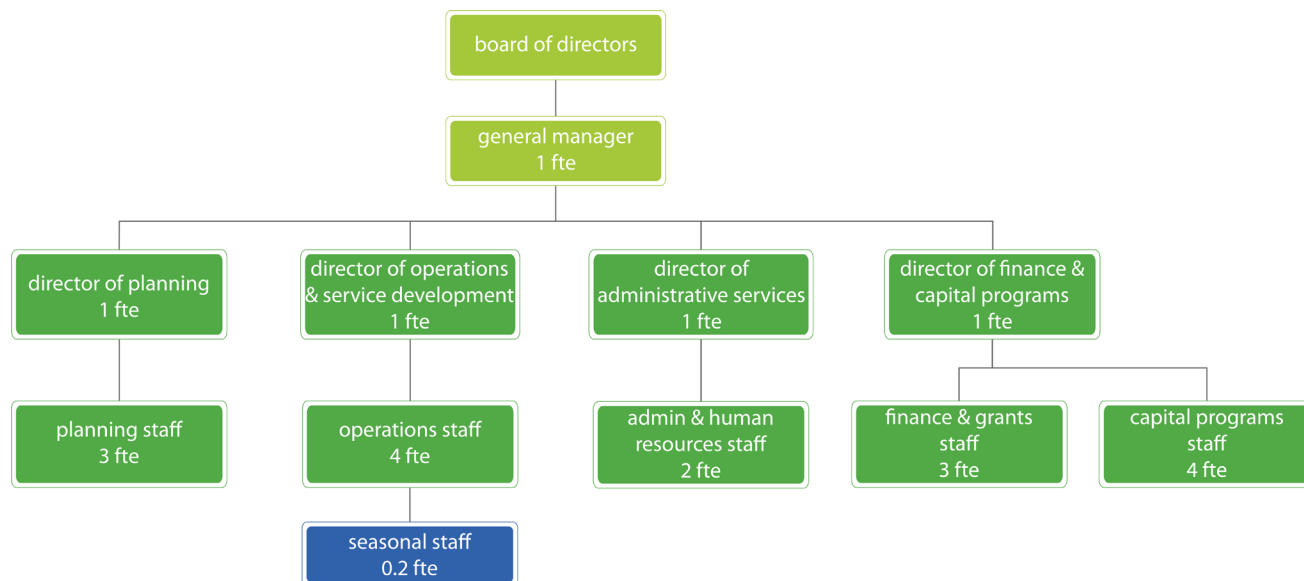 board of directors
general manager
1 fte
director of planning
1 fte
director of operations
& service development
1 fte
director of
administrative services
1 fte
director of finance &
capital programs
1 fte
planning staff
3 fte
operations staff
4 fte
admin & human
resources staff
2 fte
finance & grants
staff
3 fte
capital programs
staff
4 fte
seasonal staff
0.2 fte